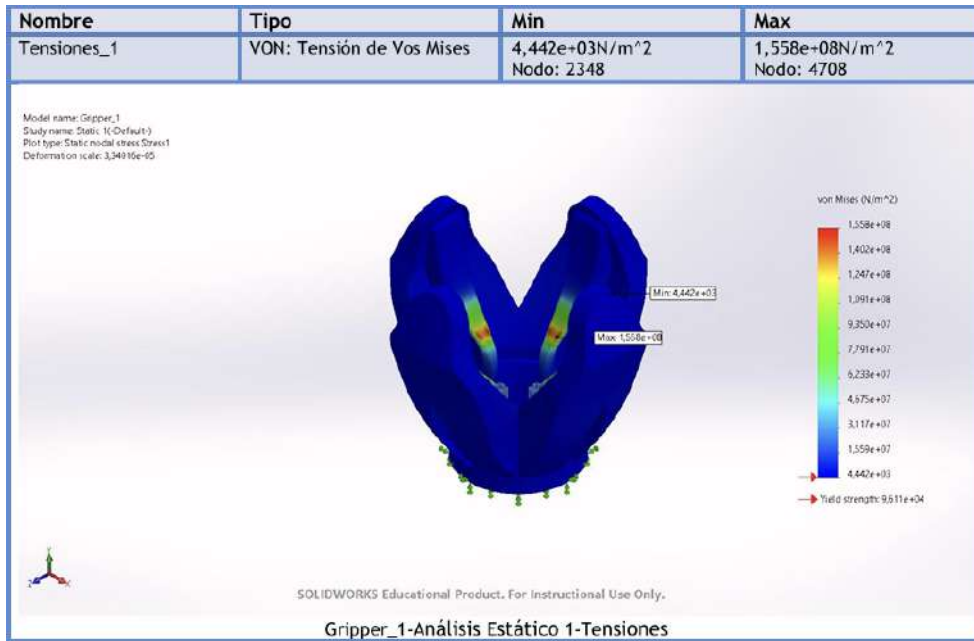 Nombre Tipo Min Max
Tensiones_1 VON: Tensión de Vos Mises 4,442e+03N/m^2 1,558e+08N/m^2
Nodo: 2348 Nodo: 4708
Model name: Gripper_1
Study name: Static 1(-Default-)
Plot type: Static nodal stress Stress1
Deformation scale: 3,34016e-05
von Mises (N/m^2)
1,558e+08
1,402e+08
1,247e+08
1,091e+08
9,350e+07
7,791e+07
6,233e+07
4,675e+07
3,117e+07
1,559e+07
4,442e+03
Yield strength: 9,611e+04
Min: 4,442e+03
Max: 1,558e+08
Y
Z
X
SOLIDWORKS Educational Product. For Instructional Use Only.
Gripper_1-Análisis Estático 1-Tensiones